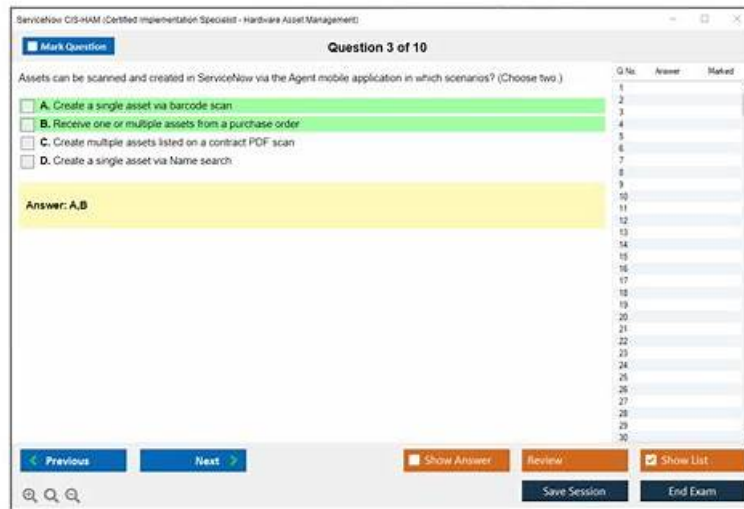 ServiceNow CIS-HAM (Certified Implementation Specialist - Hardware Asset Management)
Mark Question
Question 3 of 10
Assets can be scanned and created in ServiceNow via the Agent mobile application in which scenarios? (Choose two.)
A. Create a single asset via barcode scan
B. Receive one or multiple assets from a purchase order
C. Create multiple assets listed on a contract PDF scan
D. Create a single asset via Name search
Answer: A,B
Q No. Answer Marked
1
2
3
4
5
6
7
8
9
10
11
12
13
14
15
16
17
18
19
20
21
22
23
24
25
26
27
28
29
30
Previous
Next
Show Answer
Review
Show List
Save Session
End Exam